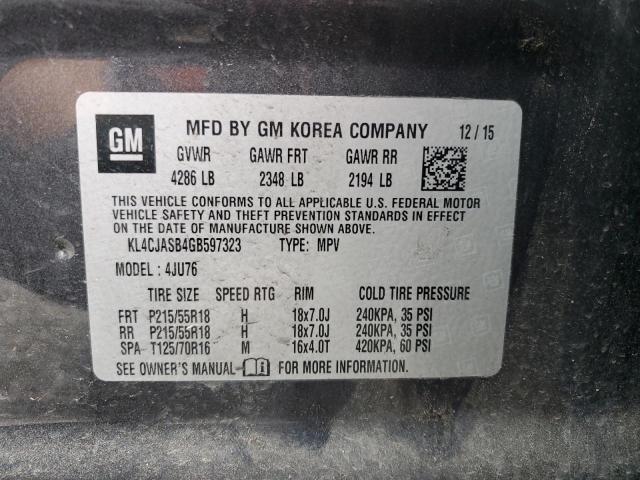 GM MFD BY GM KOREA COMPANY 12 / 15
GVWR GAWR FRT GAWR RR
4286 LB 2348 LB 2194 LB
THIS VEHICLE CONFORMS TO ALL APPLICABLE U.S. FEDERAL MOTOR
VEHICLE SAFETY AND THEFT PREVENTION STANDARDS IN EFFECT
ON THE DATE OF MANUFACTURE SHOWN ABOVE.
KL4CJASB4GB597323 TYPE: MPV
MODEL : 4JU76
TIRE SIZE SPEED RTG RIM COLD TIRE PRESSURE
FRT P215/55R18 H 18x7.0J 240KPA, 35 PSI
RR P215/55R18 H 18x7.0J 240KPA, 35 PSI
SPA T125/70R16 M 16x4.0T 420KPA, 60 PSI
SEE OWNER'S MANUAL FOR MORE INFORMATION.